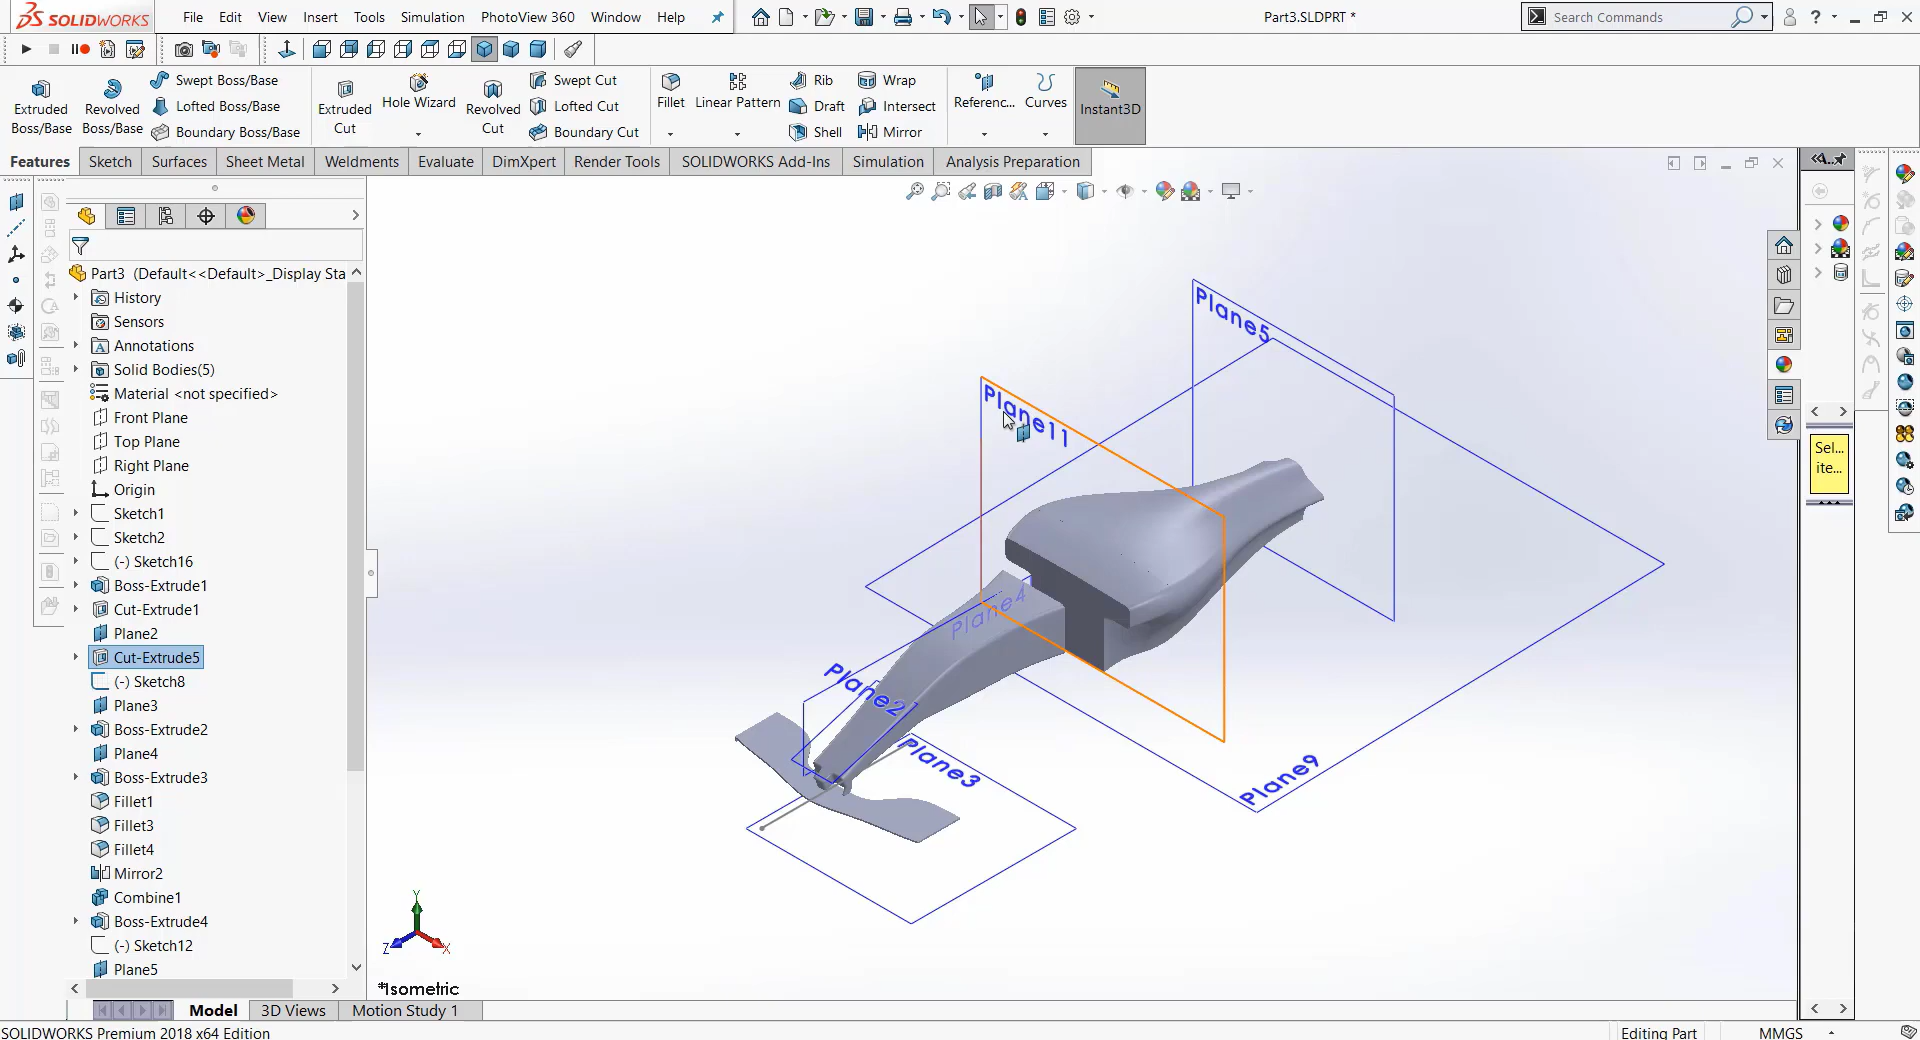 SOLIDWORKS
File Edit View Insert Tools Simulation PhotoView 360 Window Help
Part3.SLDPRT *
Search Commands
Extruded Boss/Base
Revolved Boss/Base
Swept Boss/Base
Lofted Boss/Base
Boundary Boss/Base
Extruded Cut
Hole Wizard
Revolved Cut
Swept Cut
Lofted Cut
Boundary Cut
Fillet
Linear Pattern
Rib
Draft
Shell
Wrap
Intersect
Mirror
Referenc...
Curves
Instant3D
Features Sketch Surfaces Sheet Metal Weldments Evaluate DimXpert Render Tools SOLIDWORKS Add-Ins Simulation Analysis Preparation
Part3 (Default<<Default>_Display Sta
History
Sensors
Annotations
Solid Bodies(5)
Material <not specified>
Front Plane
Top Plane
Right Plane
Origin
Sketch1
Sketch2
(-) Sketch16
Boss-Extrude1
Cut-Extrude1
Plane2
Cut-Extrude5
(-) Sketch8
Plane3
Boss-Extrude2
Plane4
Boss-Extrude3
Fillet1
Fillet3
Fillet4
Mirror2
Combine1
Boss-Extrude4
(-) Sketch12
Plane5
Plane5
Plane11
Plane4
Plane2
Plane3
Plane9
Y
Z
X
*Isometric
Sel...
ite...
Model 3D Views Motion Study 1
SOLIDWORKS Premium 2018 x64 Edition
Editing Part
MMGS